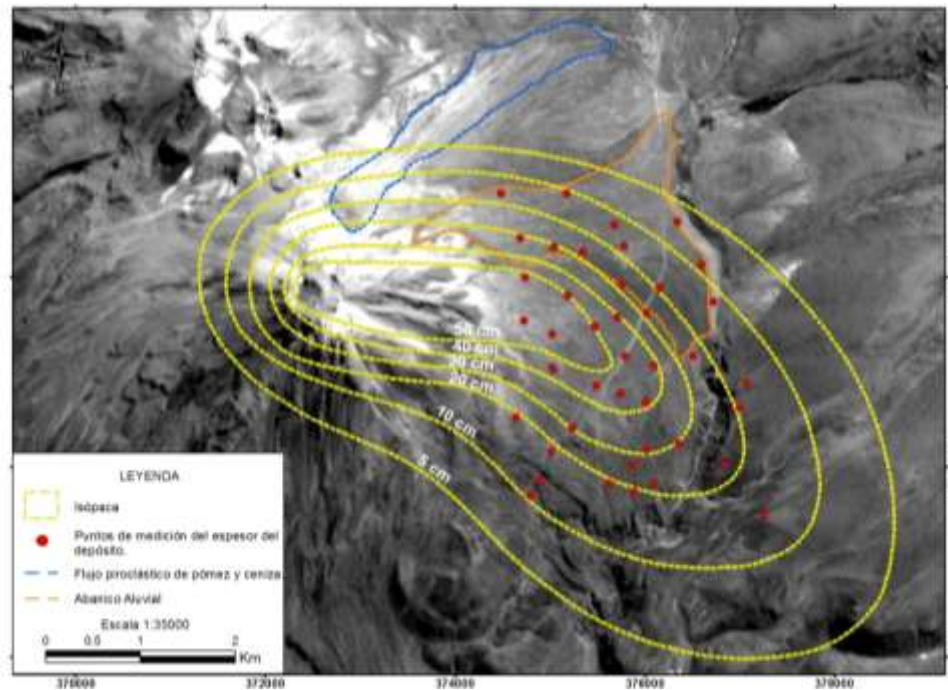 50 cm
40 cm
30 cm
20 cm
10 cm
5 cm
LEYENDA
Isópaca
Puntos de medición del espesor del
depósito.
Flujo piroclástico de pómez y ceniza
Abanico Aluvial
Escala 1:35000
0 0.5 1 2
Km
370000 372000 374000 376000 378000